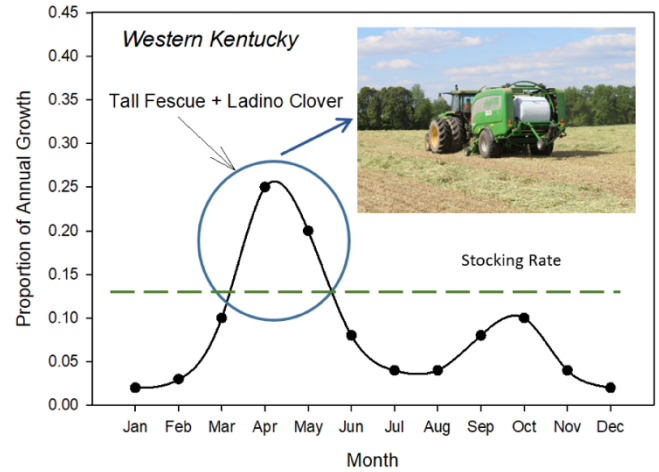 Western Kentucky
Tall Fescue + Ladino Clover
Stocking Rate
Proportion of Annual Growth
0.45
0.40
0.35
0.30
0.25
0.20
0.15
0.10
0.05
0.00
Jan Feb Mar Apr May Jun Jul Aug Sep Oct Nov Dec
Month